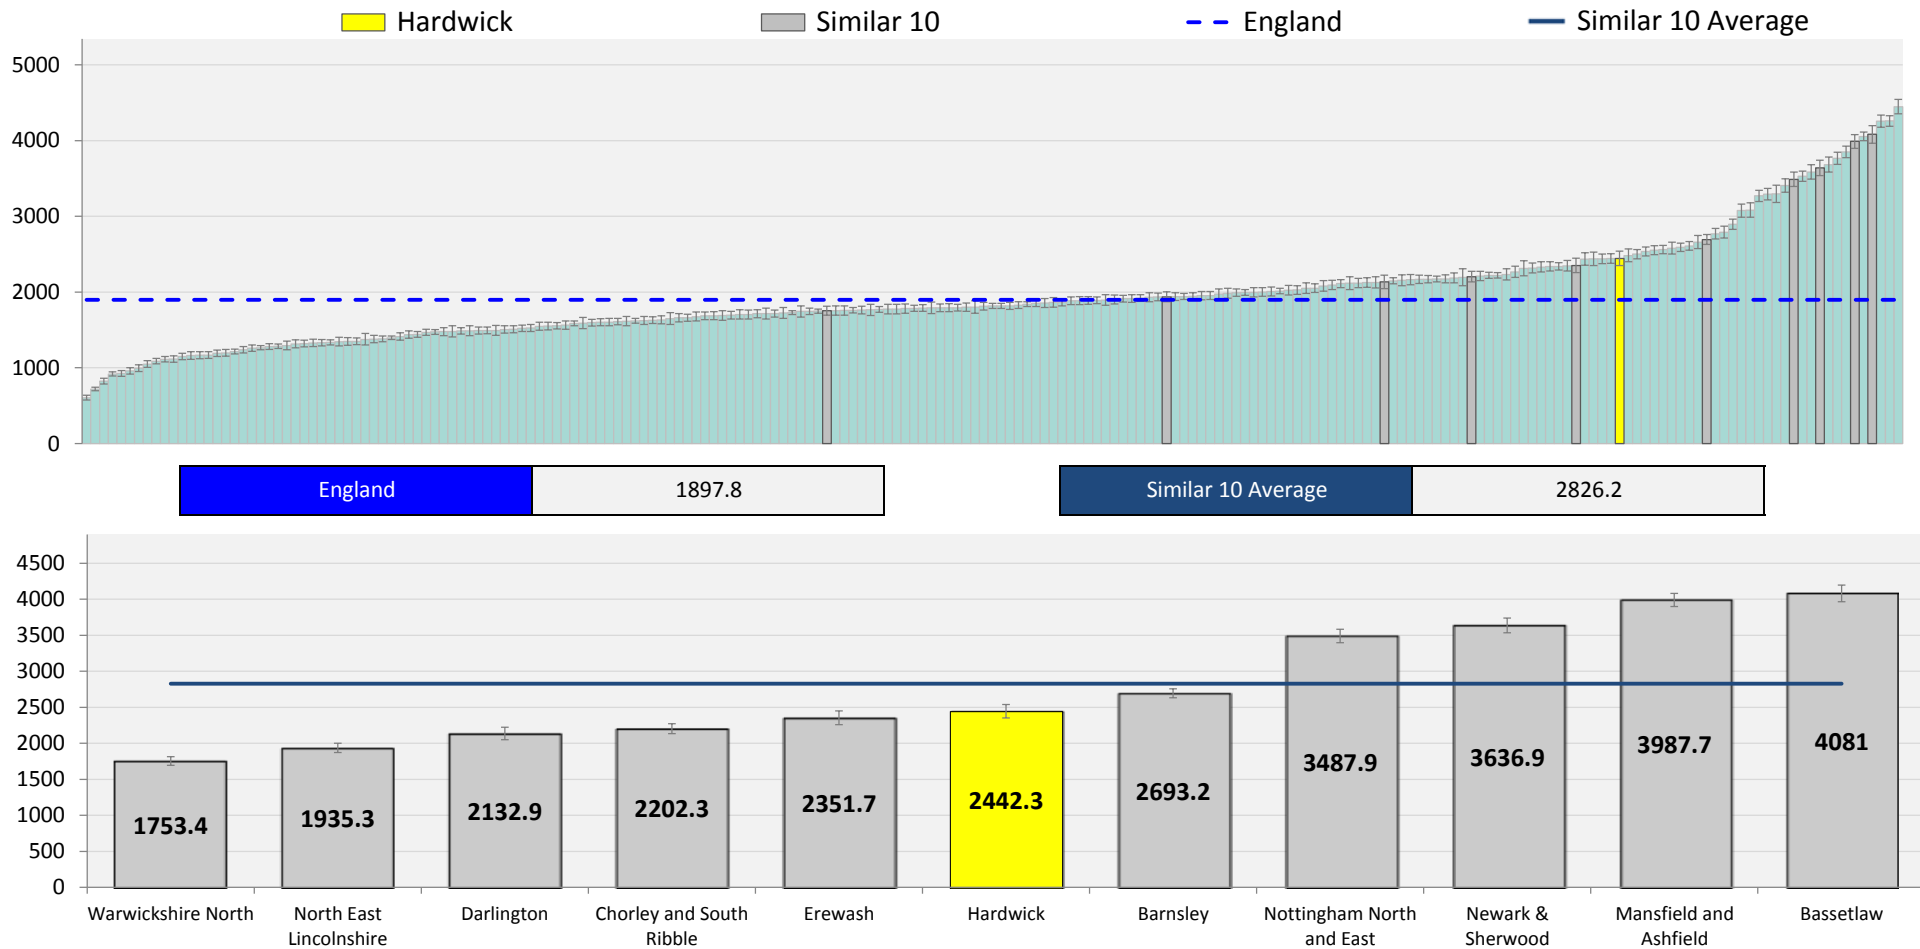 Hardwick
Similar 10
England
Similar 10 Average
5000
4000
3000
2000
1000
0
England
1897.8
Similar 10 Average
2826.2
4500
4000
3500
3000
2500
2000
1500
1000
500
0
1753.4
1935.3
2132.9
2202.3
2351.7
2442.3
2693.2
3487.9
3636.9
3987.7
4081
Warwickshire North
North East
Lincolnshire
Darlington
Chorley and South
Ribble
Erewash
Hardwick
Barnsley
Nottingham North
and East
Newark &
Sherwood
Mansfield and
Ashfield
Bassetlaw